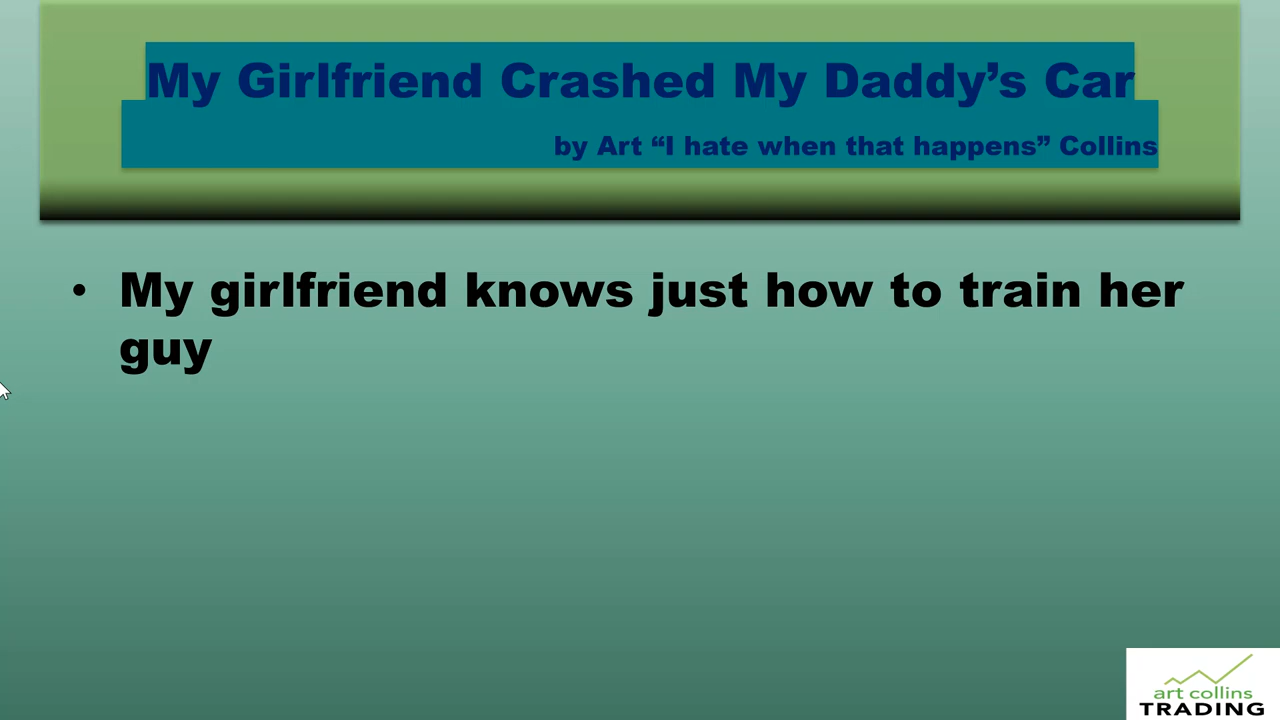 My Girlfriend Crashed My Daddy’s Car
by Art “I hate when that happens” Collins
• My girlfriend knows just how to train her
guy
art collins
TRADING